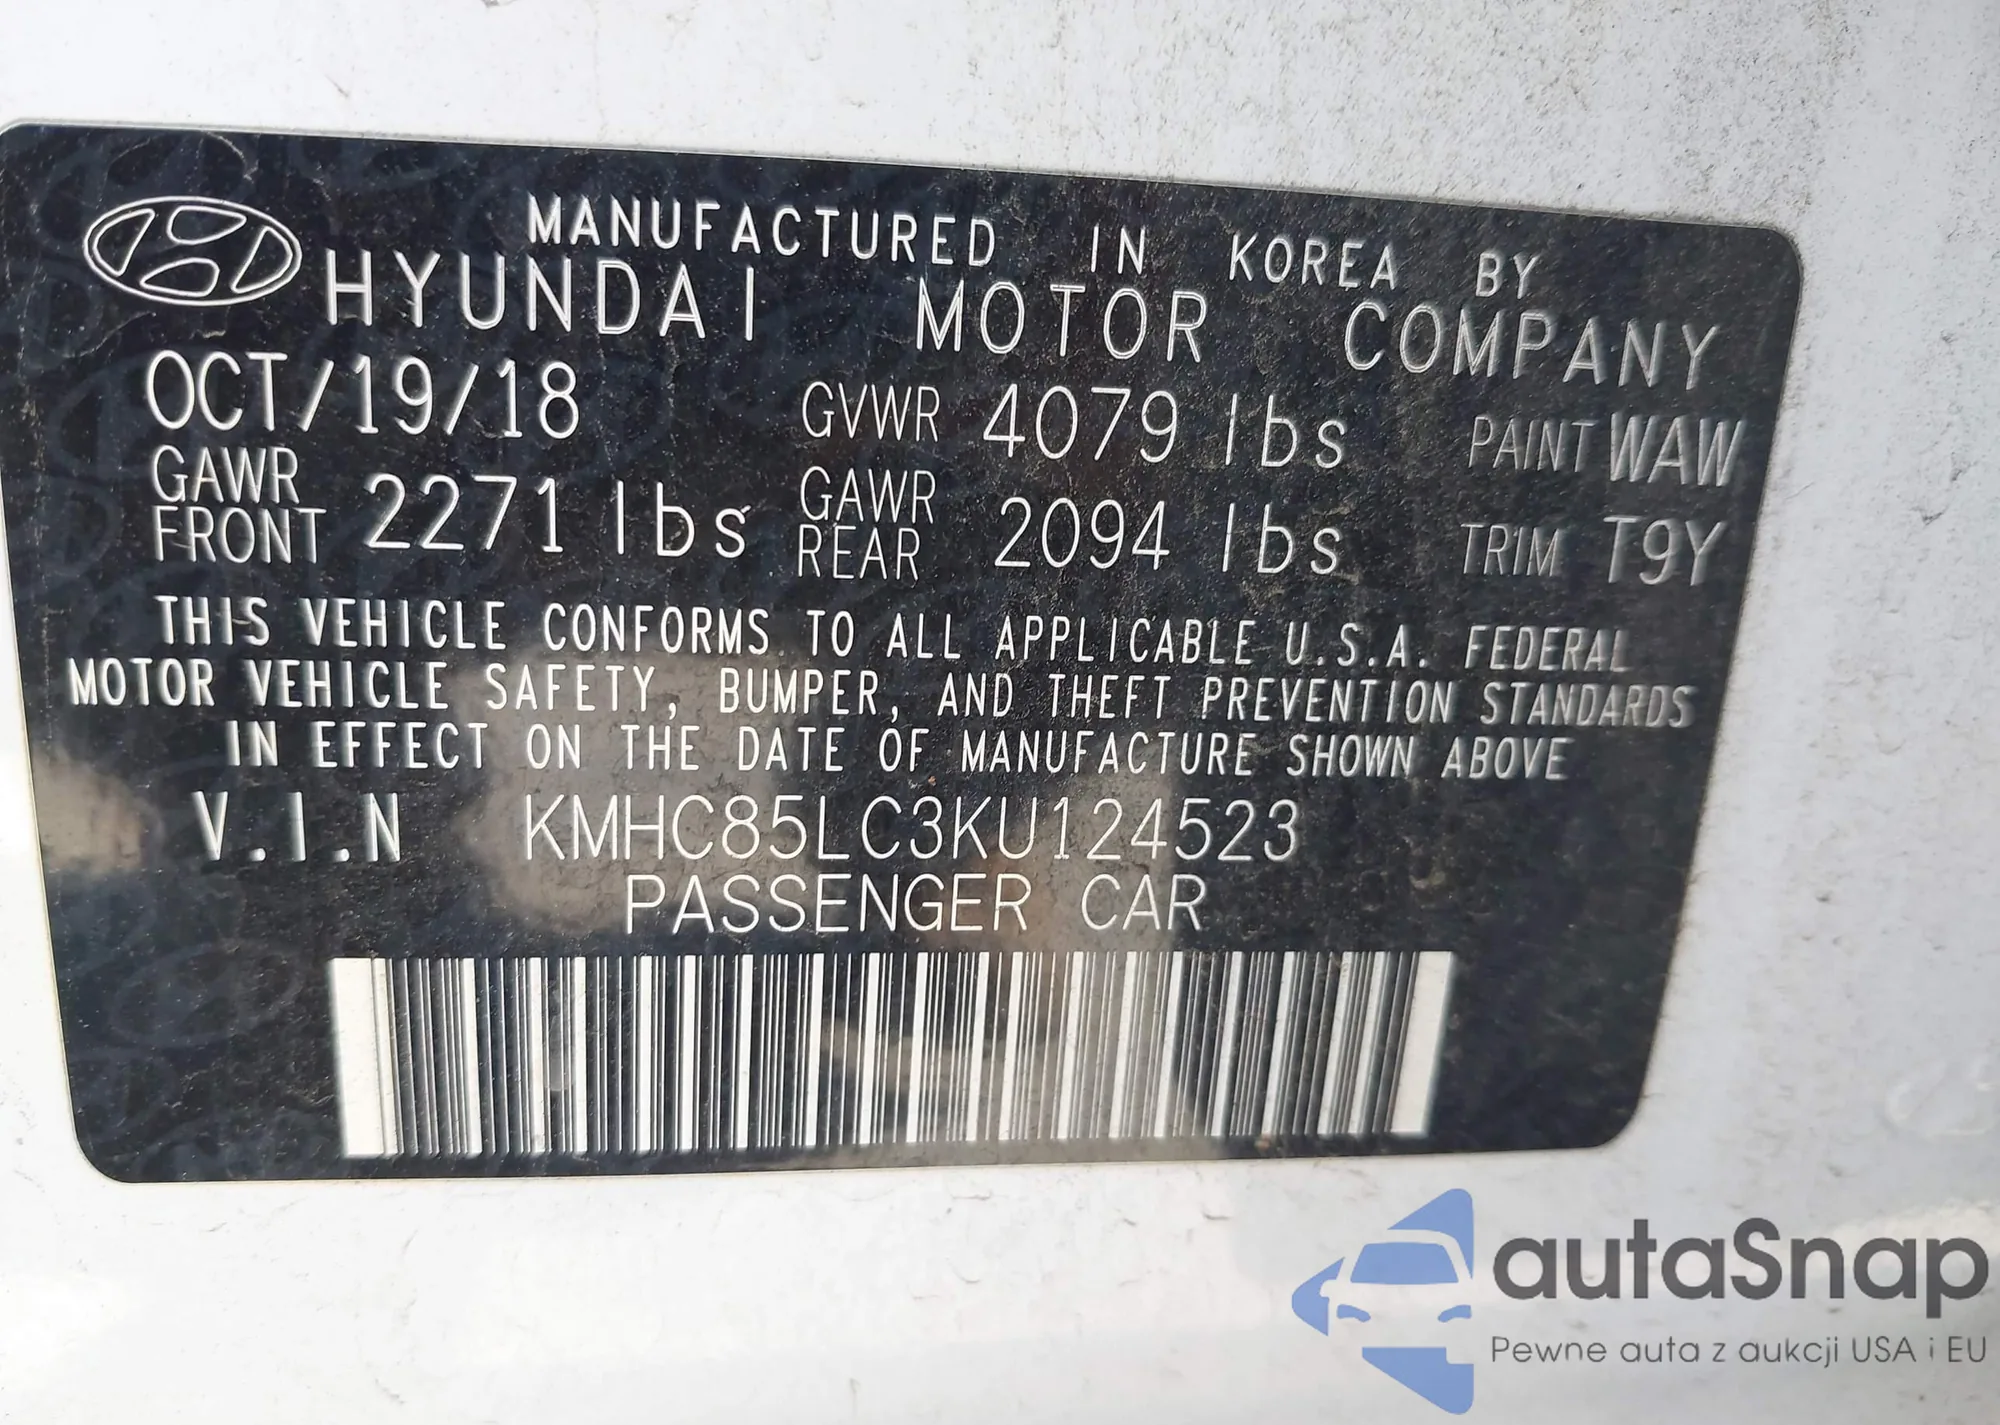 MANUFACTURED IN KOREA BY
HYUNDAI MOTOR COMPANY
OCT/19/18 GVWR 4079 lbs PAINT WAW
GAWR FRONT 2271 lbs GAWR REAR 2094 lbs TRIM T9Y
THIS VEHICLE CONFORMS TO ALL APPLICABLE U.S.A. FEDERAL
MOTOR VEHICLE SAFETY, BUMPER, AND THEFT PREVENTION STANDARDS
IN EFFECT ON THE DATE OF MANUFACTURE SHOWN ABOVE
V.I.N KMHC85LC3KU124523
PASSENGER CAR
autaSnap
Pewne auta z aukcji USA i EU